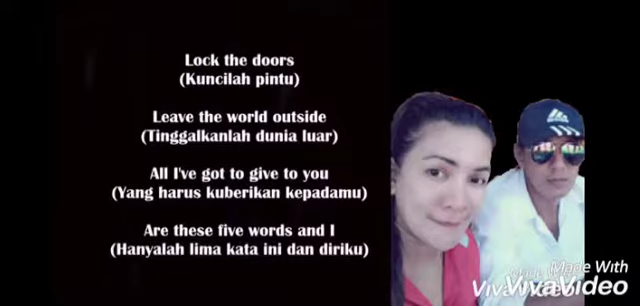 Lock the doors
(Kuncilah pintu)
Leave the world outside
(Tinggalkanlah dunia luar)
All I've got to give to you
(Yang harus kuberikan kepadamu)
Are these five words and I
(Hanyalah lima kata ini dan diriku)
Made With
VivaVideo